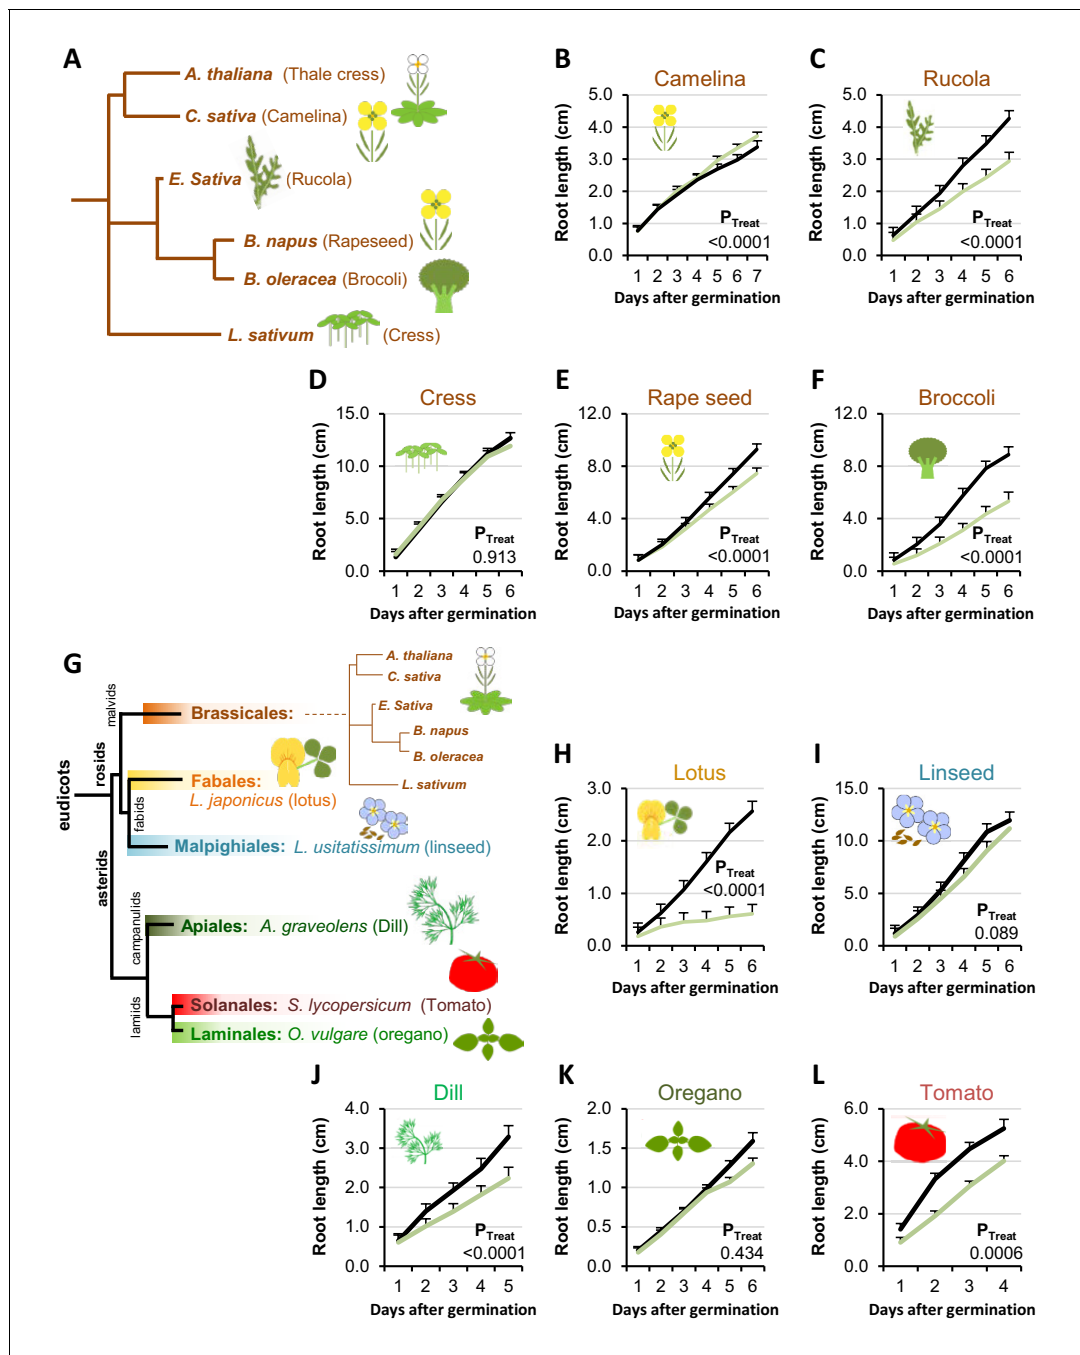 A
A. thaliana (Thale cress)
C. sativa (Camelina)
E. Sativa (Rucola)
B. napus (Rapeseed)
B. oleracea (Brocoli)
L. sativum (Cress)
B
Camelina
Root length (cm)
5.0
4.0
3.0
2.0
1.0
0.0
P Treat
<0.0001
1 2 3 4 5 6 7
Days after germination
C
Rucola
Root length (cm)
5.0
4.0
3.0
2.0
1.0
0.0
P Treat
<0.0001
1 2 3 4 5 6
Days after germination
D
Cress
Root length (cm)
15.0
10.0
5.0
0.0
P Treat
0.913
1 2 3 4 5 6
Days after germination
E
Rape seed
Root length (cm)
12.0
8.0
4.0
0.0
P Treat
<0.0001
1 2 3 4 5 6
Days after germination
F
Broccoli
Root length (cm)
12.0
8.0
4.0
0.0
P Treat
<0.0001
1 2 3 4 5 6
Days after germination
G
eudicots
rosids
asterids
malvids
fabids
campanulids
lamiids
Brassicales:
A. thaliana
C. sativa
E. Sativa
B. napus
B. oleracea
L. sativum
Fabales:
L. japonicus (lotus)
Malpighiales: L. usitatissimum (linseed)
Apiales: A. graveolens (Dill)
Solanales: S. lycopersicum (Tomato)
Laminales: O. vulgare (oregano)
H
Lotus
Root length (cm)
3.0
2.0
1.0
0.0
P Treat
<0.0001
1 2 3 4 5 6
Days after germination
I
Linseed
Root length (cm)
15.0
10.0
5.0
0.0
P Treat
0.089
1 2 3 4 5 6
Days after germination
J
Dill
Root length (cm)
4.0
3.0
2.0
1.0
0.0
P Treat
<0.0001
1 2 3 4 5
Days after germination
K
Oregano
Root length (cm)
2.0
1.5
1.0
0.5
0.0
P Treat
0.434
1 2 3 4 5 6
Days after germination
L
Tomato
Root length (cm)
6.0
4.0
2.0
0.0
P Treat
0.0006
1 2 3 4
Days after germination